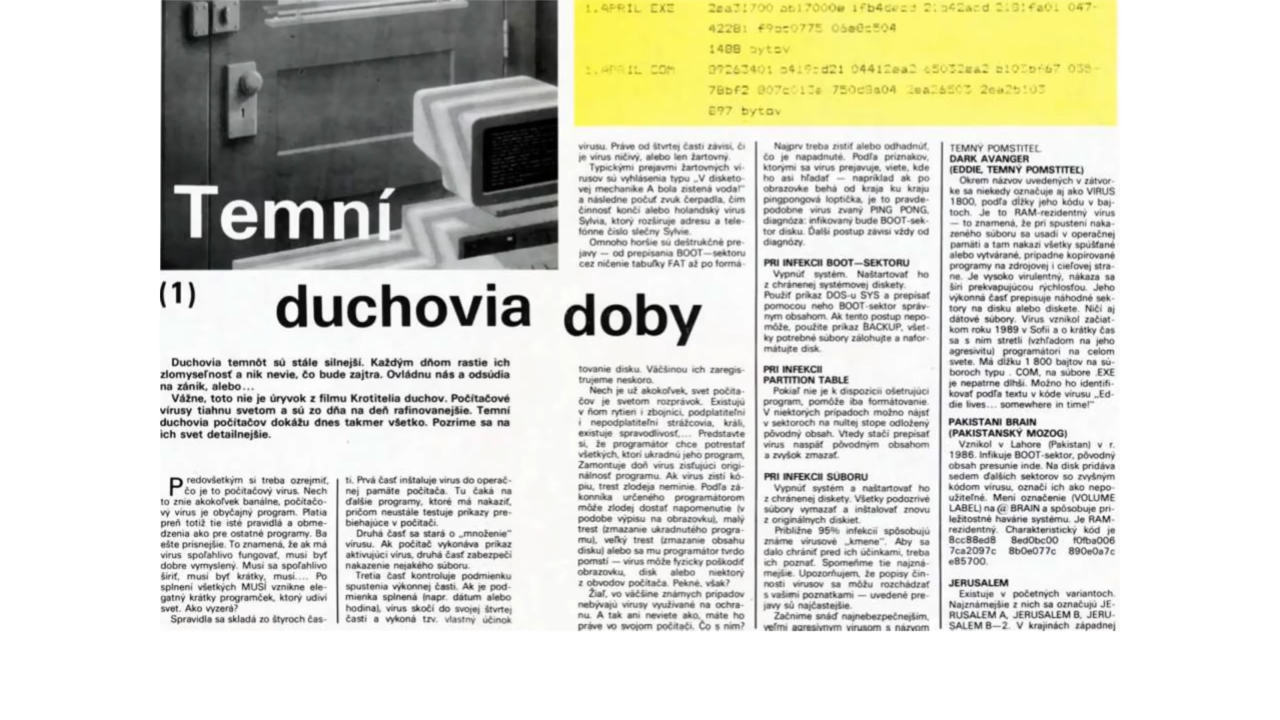 Temní
(1)
duchovia
doby
Duchovia temnôt sú stále silnejší. Každým dňom rastie ich
zlomyseľnosť a nik nevie, čo bude zajtra. Ovládnu nás a odsúdia
na zánik, alebo...
Vážne, toto nie je úryvok z filmu Krotitelia duchov. Počítačové
vírusy tiahnu svetom a sú zo dňa na deň rafinovanejšie. Temní
duchovia počítačov dokážu dnes takmer všetko. Pozrime sa na
ich svet detailnejšie.
Predovšetkým si treba ozrejmiť,
čo je to počítačový vírus. Nech
to znie akokoľvek banálne, počítačo-
vý vírus je obyčajný program. Platia
preň totiž tie isté pravidlá a obme-
dzenia ako pre ostatné programy. Ba
ešte prísnejšie. To znamená, že ak má
vírus spoľahlivo fungovať, musí byť
dobre vymyslený. Musí sa spoľahlivo
šíriť, musí byť krátky, musí.... Po
splnení všetkých MUSÍ vznikne ele-
gatný krátky programček, ktorý udiví
svet. Ako vyzerá?
Spravidla sa skladá zo štyroch čas-
tí. Prvá časť inštaluje vírus do operač-
nej pamäte počítača. Tu čaká na
ďalšie programy, ktoré má nakaziť,
pričom neustále testuje príkazy pre-
biehajúce v počítači.
Druhá časť sa stará o „množenie"
vírusu. Ak počítač vykonáva príkaz
aktivujúci vírus, druhá časť zabezpečí
nakazenie nejakého súboru.
Tretia časť kontroluje podmienku
spustenia výkonnej časti. Ak je pod-
mienka splnená (napr. dátum alebo
hodina), vírus skočí do svojej štvrtej
časti a vykoná tzv. vlastný účinok
1.APRIL EXE
1488 bytov
1.APRIL COM
897 bytov
vírusu. Práve od štvrtej časti závisí, či
je vírus ničivý, alebo len žartovný.
Typickými prejavmi žartovných ví-
rusov sú vyhlásenia typu „V disketo-
vej mechanike A bola zistená voda!"
a následne počuť zvuk čerpadla, čím
činnosť končí alebo holandský vírus
Sylvia, ktorý rozširuje adresu a tele-
fónne číslo slečny Sylvie.
Omnoho horšie sú deštrukčné pre-
javy — od prepísania BOOT—sektoru
cez ničenie tabuľky FAT až po formá-
tovanie disku. Väčšinou ich zaregis-
trujeme neskoro.
Nech je už akokoľvek, svet počíta-
čov je svetom rozprávok. Existujú
v ňom rytieri i zbojníci, podplatiteľní
i nepodplatiteľní strážcovia, králi,
existuje spravodlivosť.... Predstavte
si, že programátor chce potrestať
všetkých, ktorí ukradnú jeho program,
Zamontuje doň vírus zisťujúci origi-
nálnosť programu. Ak vírus zistí kó-
piu, trest zlodeja neminie. Podľa zá-
konníka určeného programátorom
môže zlodej dostať napomenutie (v
podobe výpisu na obrazovku), malý
trest (zmazanie ukradnutého progra-
mu), veľký trest (zmazanie obsahu
disku) alebo sa mu programátor tvrdo
pomstí — vírus môže fyzicky poškodiť
obrazovku, disk alebo niektorý
z obvodov počítača. Pekné, však?
Žiaľ, vo väčšine známych prípadov
nebývajú vírusy využívané na ochra-
nu. A tak ani neviete ako, máte ho
práve vo svojom počítači. Čo s ním?
Najprv treba zistiť alebo odhadnúť,
čo je napadnuté. Podľa príznakov,
ktorými sa vírus prejavuje, viete, kde
ho asi hľadať — napríklad ak po
obrazovke behá od kraja ku kraju
pingpongová loptička, je to pravde-
podobne vírus zvaný PING PONG,
diagnóza: infikovaný bude BOOT-sek-
tor disku. Ďalší postup závisí vždy od
diagnózy.
PRI INFEKCII BOOT—SEKTORU
Vypnúť systém. Naštartovať ho
z chránenej systémovej diskety.
Použiť príkaz DOS-u SYS a prepísať
pomocou neho BOOT-sektor správ-
nym obsahom. Ak tento postup nepo-
môže, použite príkaz BACKUP, všet-
ky potrebné súbory zálohujte a nafor-
mátujte disk.
PRI INFEKCII
PARTITION TABLE
Pokiaľ nie je k dispozícii ošetrujúci
program, pomôže iba formátovanie.
V niektorých prípadoch možno nájsť
v sektoroch na nultej stope odložený
pôvodný obsah. Vtedy stačí prepísať
vírus naspäť pôvodným obsahom
a zvyšok zmazať.
PRI INFEKCII SÚBORU
Vypnúť systém a naštartovať ho
z chránenej diskety. Všetky podozrivé
súbory vymazať a inštalovať znovu
z originálnych diskiet.
Približne 95% infekcií spôsobujú
známe vírusové „kmene". Aby sa
dalo chrániť pred ich účinkami, treba
ich poznať. Spomeňme tie najzná-
mejšie. Upozorňujem, že popisy čin-
nosti vírusov sa môžu rozchádzať
s vašimi poznatkami — uvedené pre-
javy sú najčastejšie.
Začnime snáď najnebezpečnejším,
veľmi agresívnym vírusom s názvom
TEMNÝ POMSTITEĽ.
DARK AVANGER
(EDDIE, TEMNÝ POMSTITEĽ)
Okrem názvov uvedených v zátvor-
ke sa niekedy označuje aj ako VIRUS
1800, podľa dĺžky jeho kódu v baj-
toch. Je to RAM-rezidentný vírus
— to znamená, že pri spustení naka-
zeného súboru sa usadí v operačnej
pamäti a tam nakazí všetky spúšťané
alebo vytvárané, prípadne kopírované
programy na zdrojovej i cieľovej stra-
ne. Je vysoko virulentný, nákaza sa
šíri prekvapujúcou rýchlosťou. Jeho
výkonná časť prepisuje náhodné sek-
tory na disku alebo diskete. Ničí aj
dátové súbory. Vírus vznikol začiat-
kom roku 1989 v Sofii a o krátky čas
sa s ním stretli (vzhľadom na jeho
agresivitu) programátori na celom
svete. Má dĺžku 1 800 bajtov na sú-
boroch typu . COM, na súbore .EXE
je nepatrne dlhší. Možno ho identifi-
kovať podľa textu v kóde vírusu „Ed-
die lives... somewhere in time!"
PAKISTANI BRAIN
(PAKISTANSKÝ MOZOG)
Vznikol v Lahore (Pakistan) v r.
1986. Infikuje BOOT-sektor, pôvodný
obsah presunie inde. Na disk pridáva
sedem ďalších sektorov so zvyšným
kódom vírusu, označí ich ako nepo-
užiteľné. Mení označenie (VOLUME
LABEL) na @ BRAIN a spôsobuje prí-
ležitostné havárie systému. Je RAM-
rezidentný. Charakteristický kód je
8cc88ed8 8ed0bc00 f0fba006
7ca2097c 8b0e077c 890e0a7c
e85700.
JERUSALEM
Existuje v početných variantoch.
Najznámejšie z nich sa označujú JE-
RUSALEM A, JERUSALEM B, JERU-
SALEM B—2. V krajinách západnej